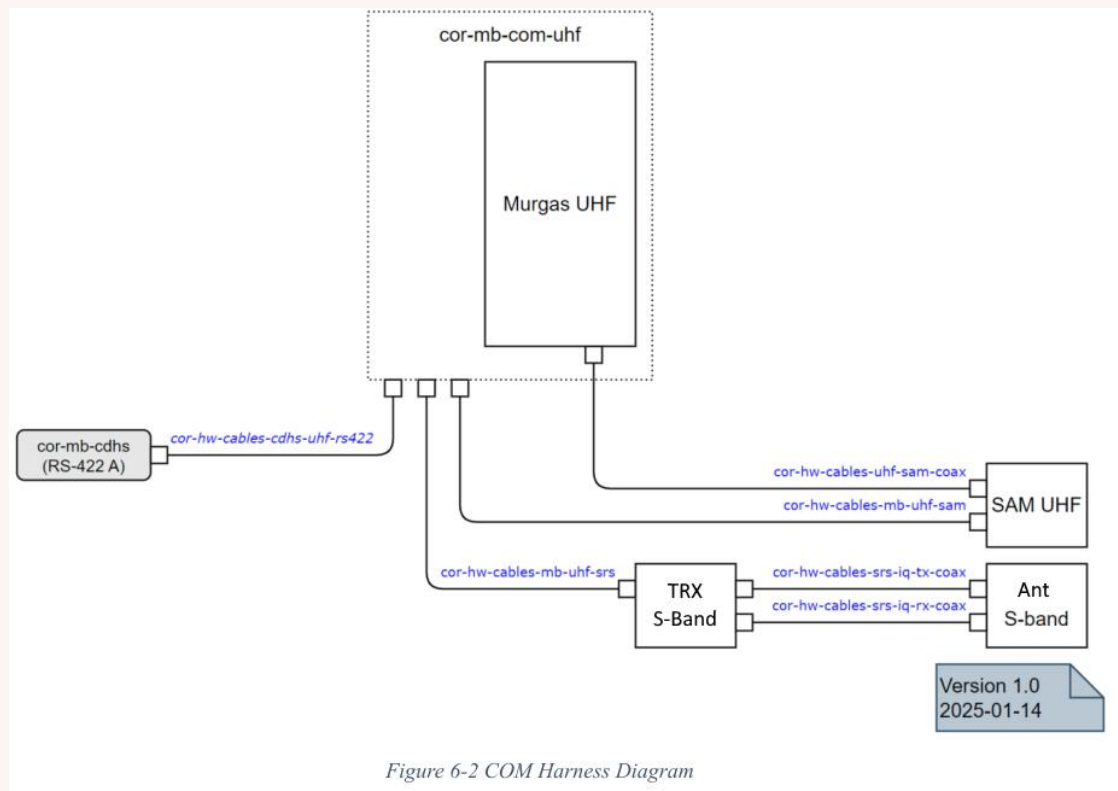 cor-mb-com-uhf
Murgas UHF
cor-mb-cdhs
(RS-422 A)
cor-hw-cables-cdhs-uhf-rs422
cor-hw-cables-uhf-sam-coax
cor-hw-cables-mb-uhf-sam
SAM UHF
cor-hw-cables-mb-uhf-srs
TRX
S-Band
cor-hw-cables-srs-iq-tx-coax
cor-hw-cables-srs-iq-rx-coax
Ant
S-band
Version 1.0
2025-01-14
Figure 6-2 COM Harness Diagram